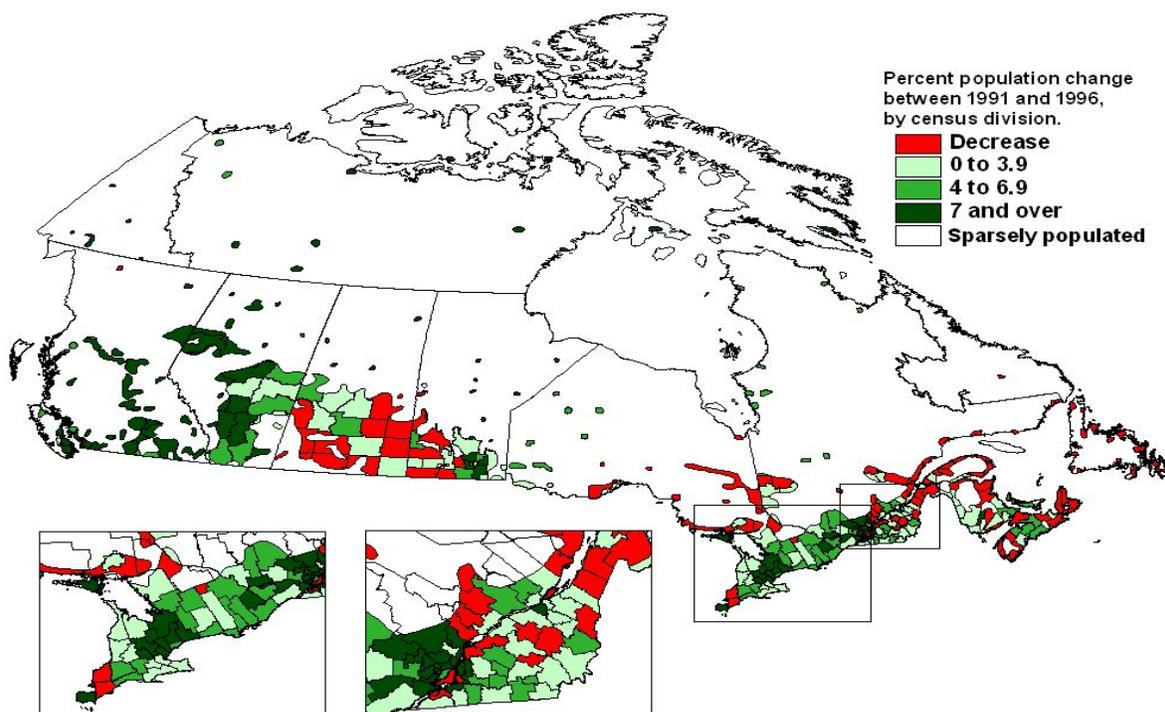 Percent population change
between 1991 and 1996,
by census division.
Decrease
0 to 3.9
4 to 6.9
7 and over
Sparsely populated